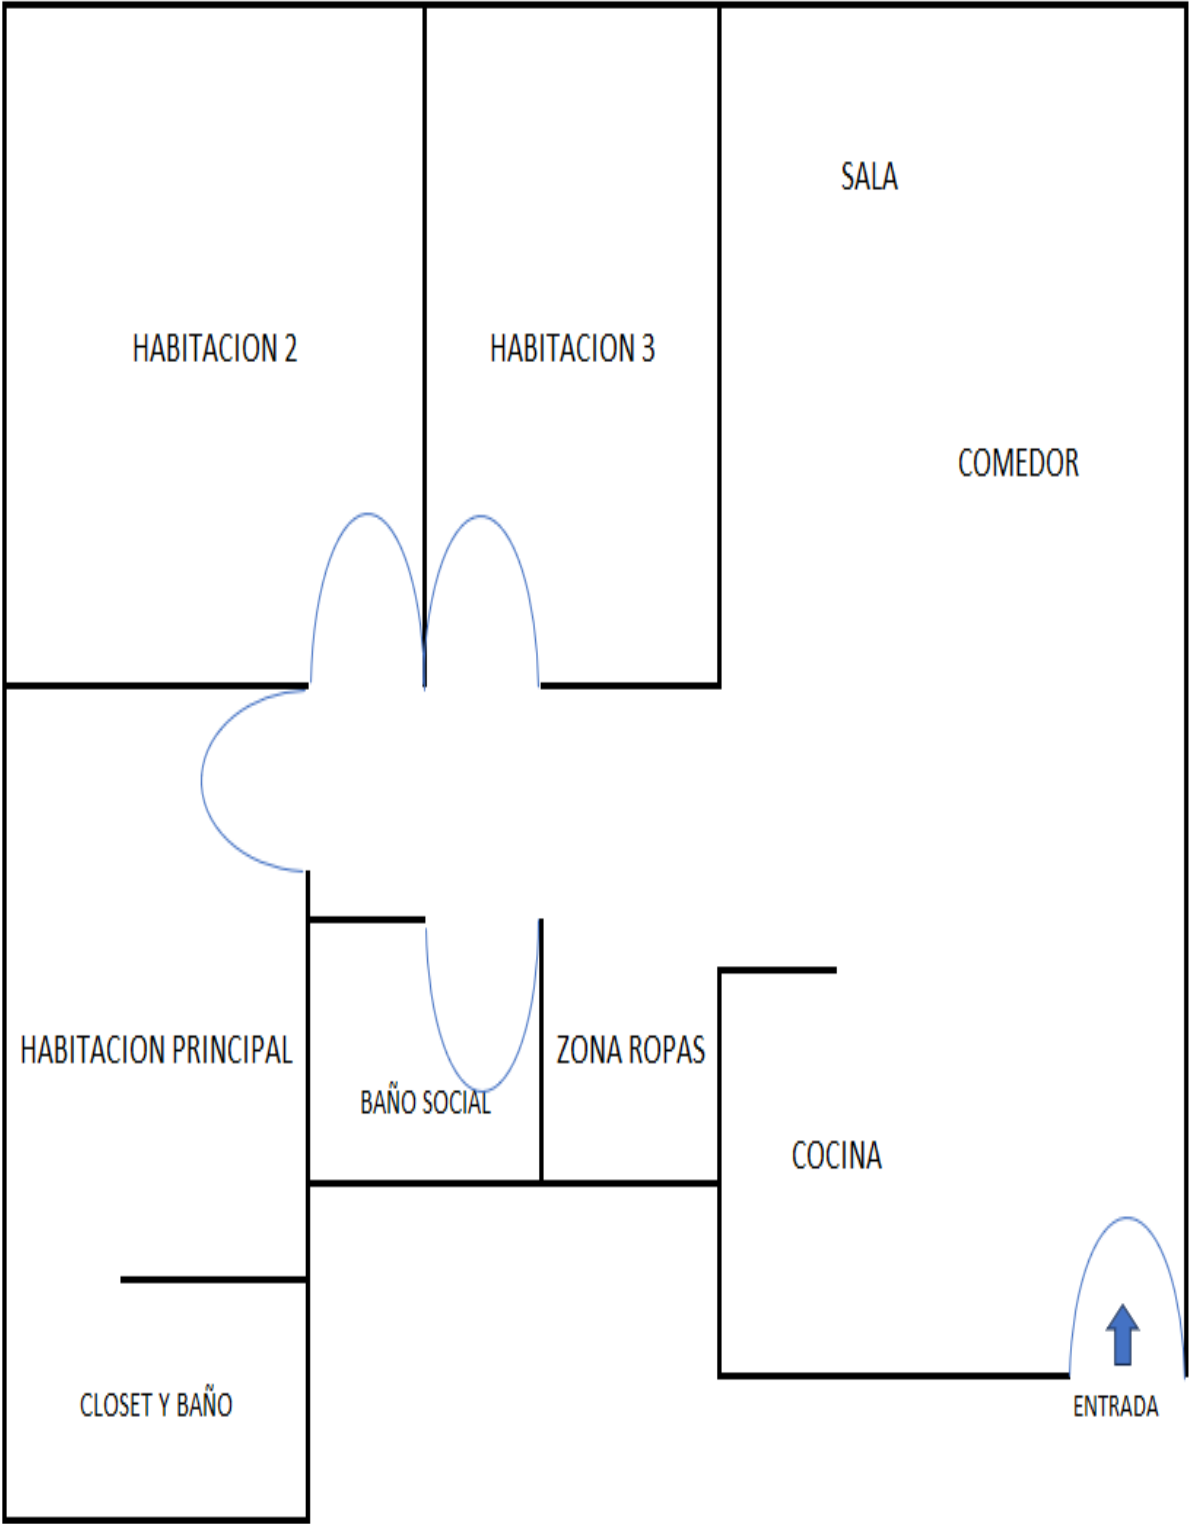 SALA
HABITACION 2
HABITACION 3
COMEDOR
HABITACION PRINCIPAL
ZONA ROPAS
BAÑO SOCIAL
COCINA
CLOSET Y BAÑO
ENTRADA